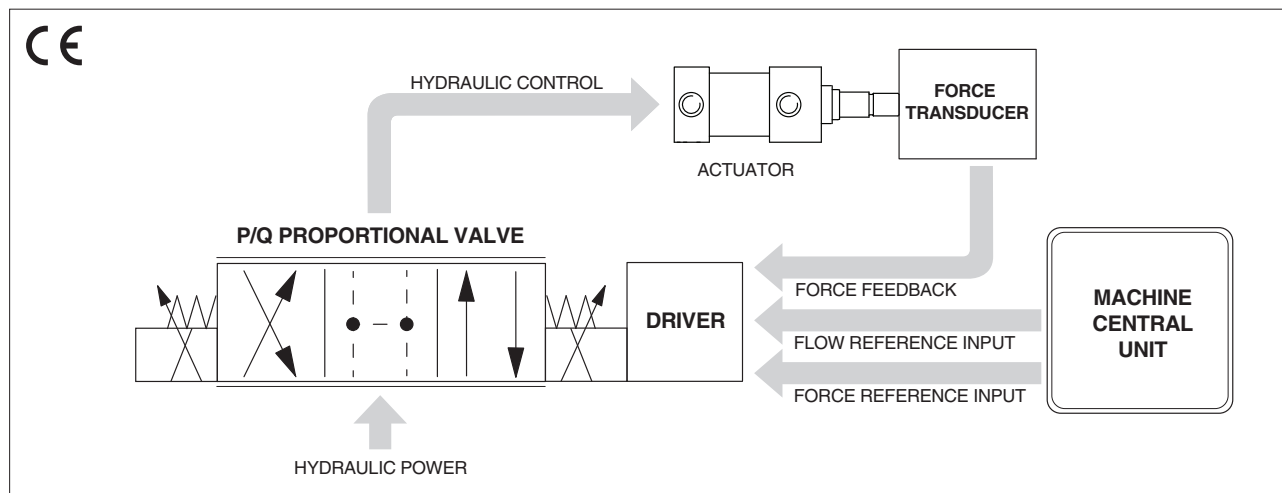 CE
HYDRAULIC CONTROL
FORCE
TRANSDUCER
ACTUATOR
P/Q PROPORTIONAL VALVE
DRIVER
FORCE FEEDBACK
FLOW REFERENCE INPUT
FORCE REFERENCE INPUT
MACHINE
CENTRAL
UNIT
HYDRAULIC POWER